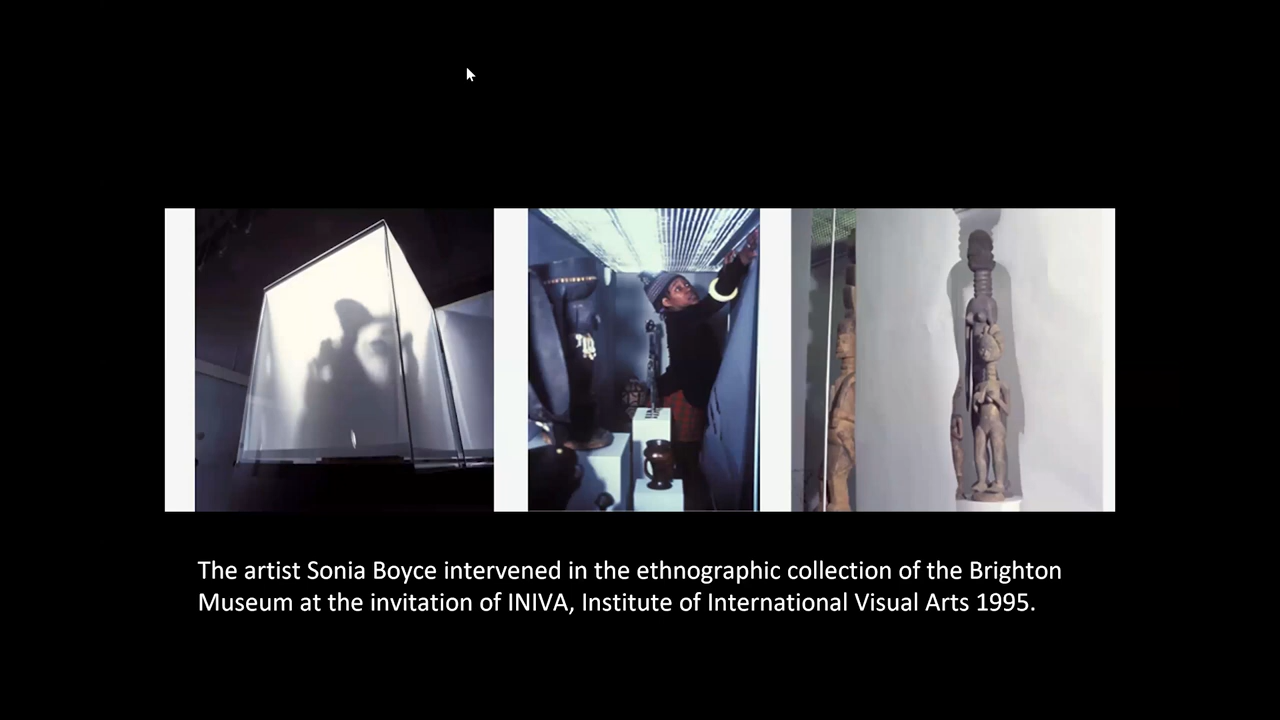 The artist Sonia Boyce intervened in the ethnographic collection of the Brighton
Museum at the invitation of INIVA, Institute of International Visual Arts 1995.